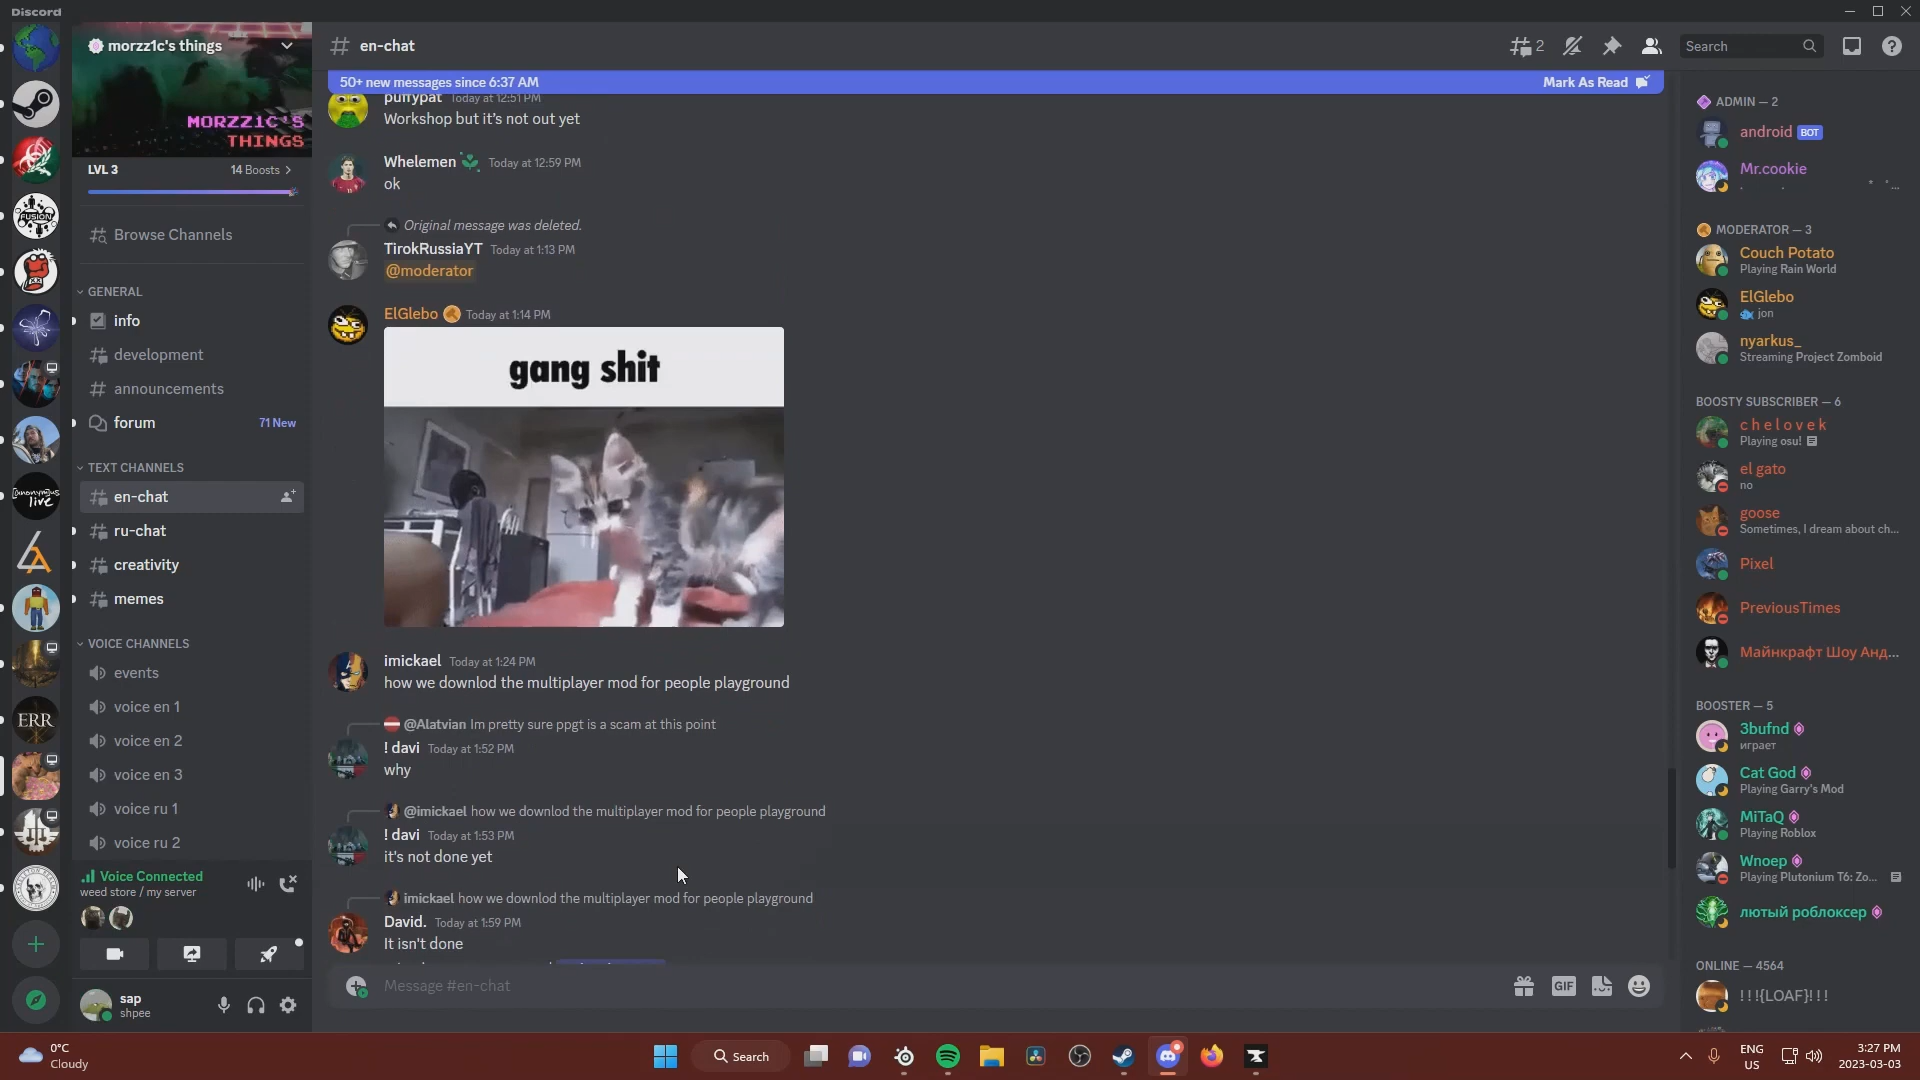 Discord
morzz1c's things
MORZZ1C'S
THINGS
LVL 3
14 Boosts
Browse Channels
GENERAL
info
development
announcements
forum
71 New
TEXT CHANNELS
en-chat
ru-chat
creativity
memes
VOICE CHANNELS
events
voice en 1
voice en 2
voice en 3
voice ru 1
voice ru 2
Voice Connected
weed store / my server
sap
shpee
FUSION
live
ERR
en-chat
2
Search
50+ new messages since 6:37 AM
Mark As Read
puffypat Today at 12:51 PM
Workshop but it's not out yet
Whelemen Today at 12:59 PM
ok
Original message was deleted.
TirokRussiaYT Today at 1:13 PM
@moderator
ElGlebo Today at 1:14 PM
gang shit
imickael Today at 1:24 PM
how we downlod the multiplayer mod for people playground
@Alatvian Im pretty sure ppgt is a scam at this point
! davi Today at 1:52 PM
why
@imickael how we downlod the multiplayer mod for people playground
! davi Today at 1:53 PM
it's not done yet
imickael how we downlod the multiplayer mod for people playground
David. Today at 1:59 PM
It isn't done
Message #en-chat
GIF
ADMIN — 2
android BOT
Mr.cookie
MODERATOR — 3
Couch Potato
Playing Rain World
ElGlebo
jon
nyarkus_
Streaming Project Zomboid
BOOSTY SUBSCRIBER — 6
c h e l o v e k
Playing osu!
el gato
no
goose
Sometimes, I dream about ch...
Pixel
PreviousTimes
Майнкрафт Шоу Анд...
BOOSTER — 5
3bufnd
играет
Cat God
Playing Garry's Mod
MiTaQ
Playing Roblox
Wnoep
Playing Plutonium T6: Zo...
лютый роблоксер
ONLINE — 4564
! ! !{LOAF}! ! !
0°C
Cloudy
Search
ENG
US
3:27 PM
2023-03-03